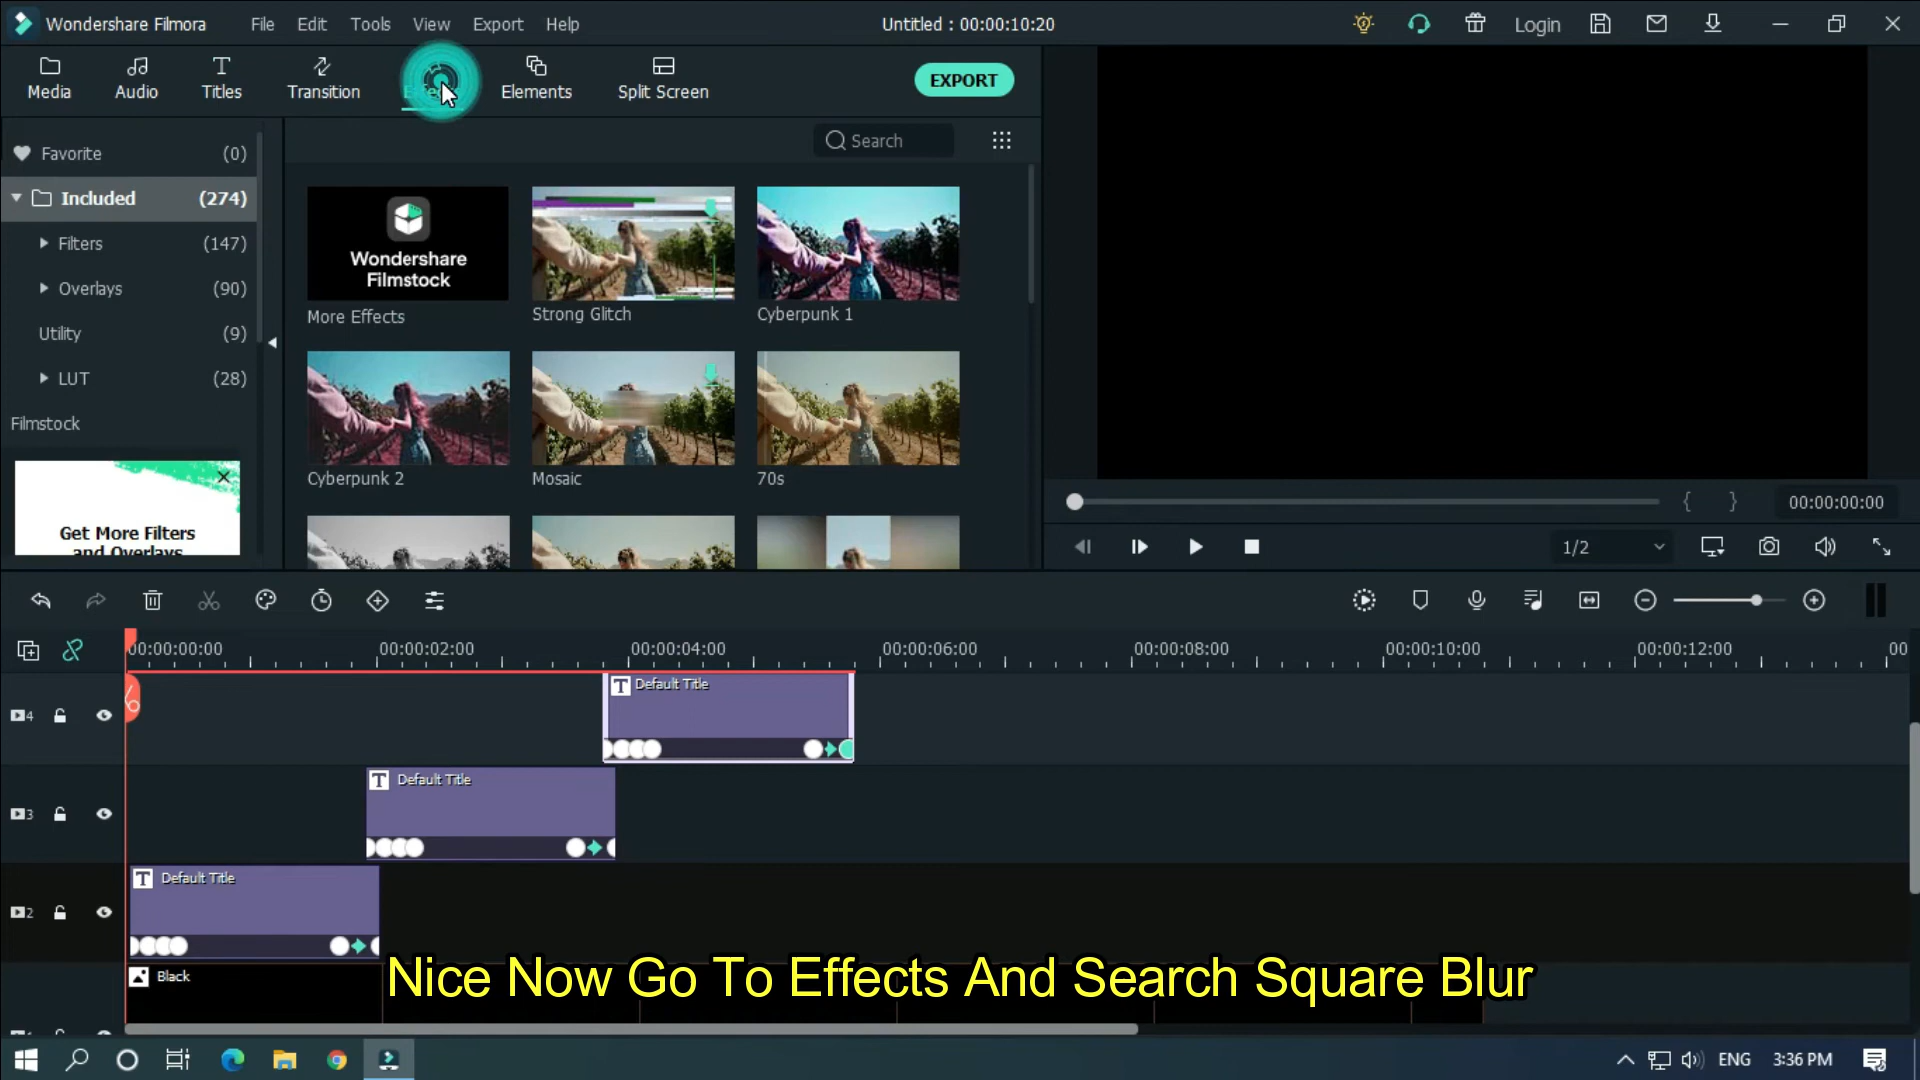 Wondershare Filmora File Edit Tools View Export Help Untitled : 00:00:10:20 Login
Media Audio Titles Transition Effects Elements Split Screen EXPORT
Search
Favorite (0)
Included (274)
Filters (147)
Overlays (90)
Utility (9)
LUT (28)
Filmstock
Get More Filters
and Overlays
Wondershare
Filmstock
More Effects Strong Glitch Cyberpunk 1
Cyberpunk 2 Mosaic 70s
{ } 00:00:00:00
1/2
00:00:00:00 00:00:02:00 00:00:04:00 00:00:06:00 00:00:08:00 00:00:10:00 00:00:12:00 00
4 T Default Title
3 T Default Title
2 T Default Title
Black
Nice Now Go To Effects And Search Square Blur
ENG 3:36 PM